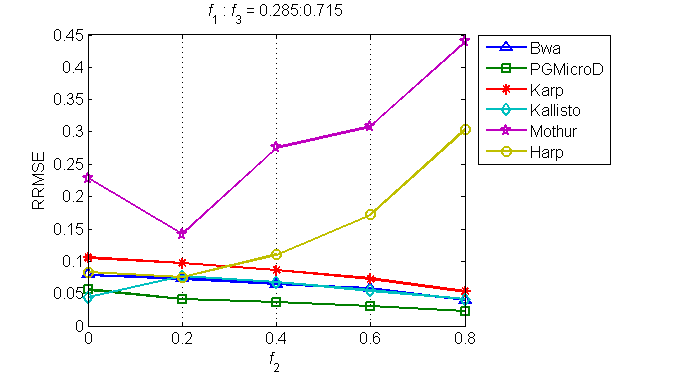 f1 : f3 = 0.285:0.715
0.45
0.4
0.35
0.3
0.25
0.2
0.15
0.1
0.05
0
RRMSE
0 0.2 0.4 0.6 0.8
f2
Bwa
PGMicroD
Karp
Kallisto
Mothur
Harp